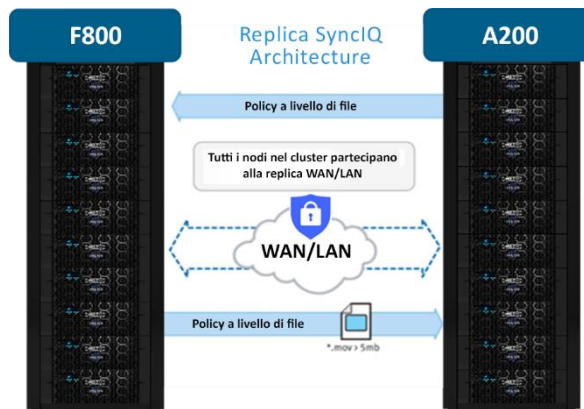 F800
Replica SyncIQ
Architecture
A200
Policy a livello di file
Tutti i nodi nel cluster partecipano
alla replica WAN/LAN
WAN/LAN
Policy a livello di file
*.mov > 5mb